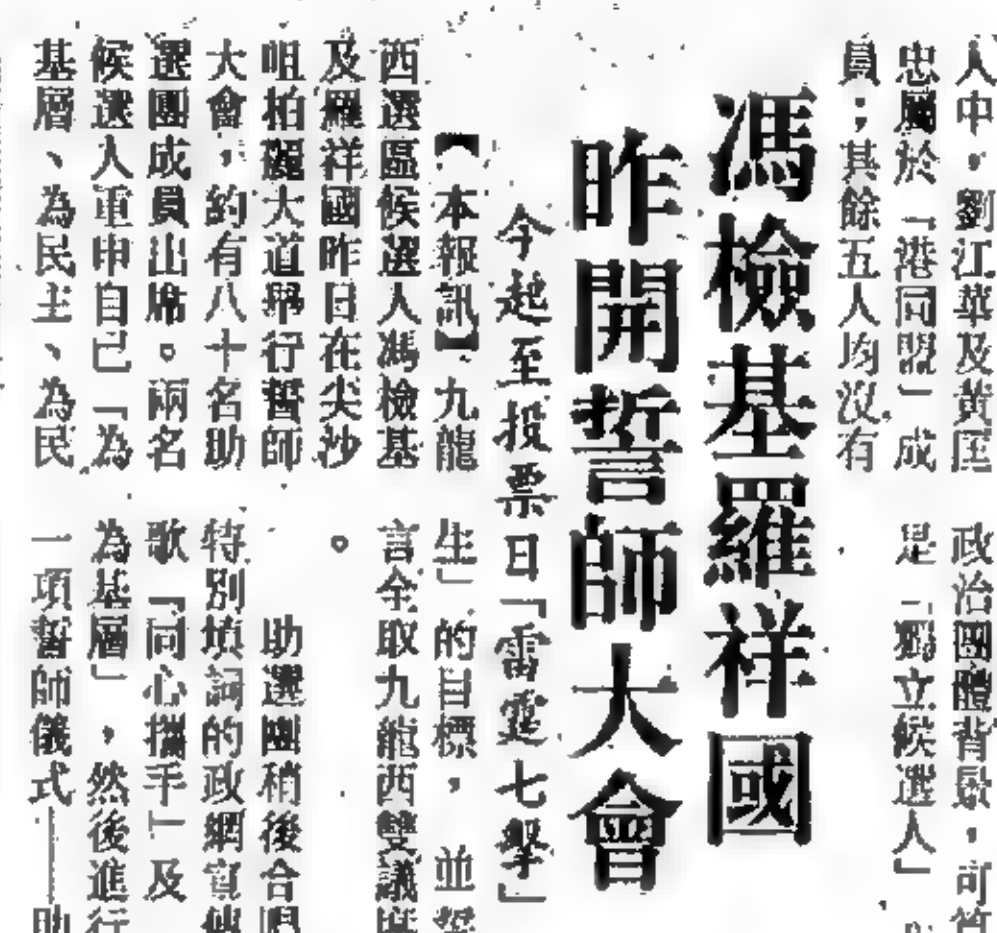 人中，劉江華及黃匡
忠屬於「港同盟」成
員；其餘五人均沒有
政治團體背景，可
是「獨立候選人」
馮檢基羅祥國
昨開誓師大會
今起至投票日「雷霆七擊」
【本報訊】九龍
西選區候選人馮檢基
及羅祥國昨日在尖沙
咀柏麗大道舉行誓師
大會，約有八十名助
選團成員出席。兩名
候選人重申自己「為
基層、為民主、為民
生」的目標，並誓
言全取九龍西雙議席
。
助選團稍後合唱
特別填詞的政網宣傳
歌「同心攜手」及
為基層」，然後進行
一項誓師儀式——助